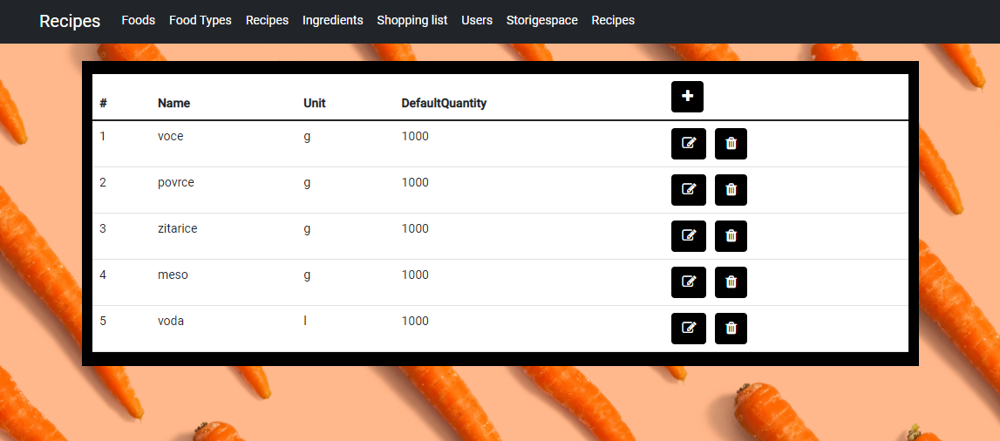 Recipes Foods Food Types Recipes Ingredients Shopping list Users Storigespace Recipes
# Name Unit DefaultQuantity
1 voce g 1000
2 povrce g 1000
3 zitarice g 1000
4 meso g 1000
5 voda l 1000